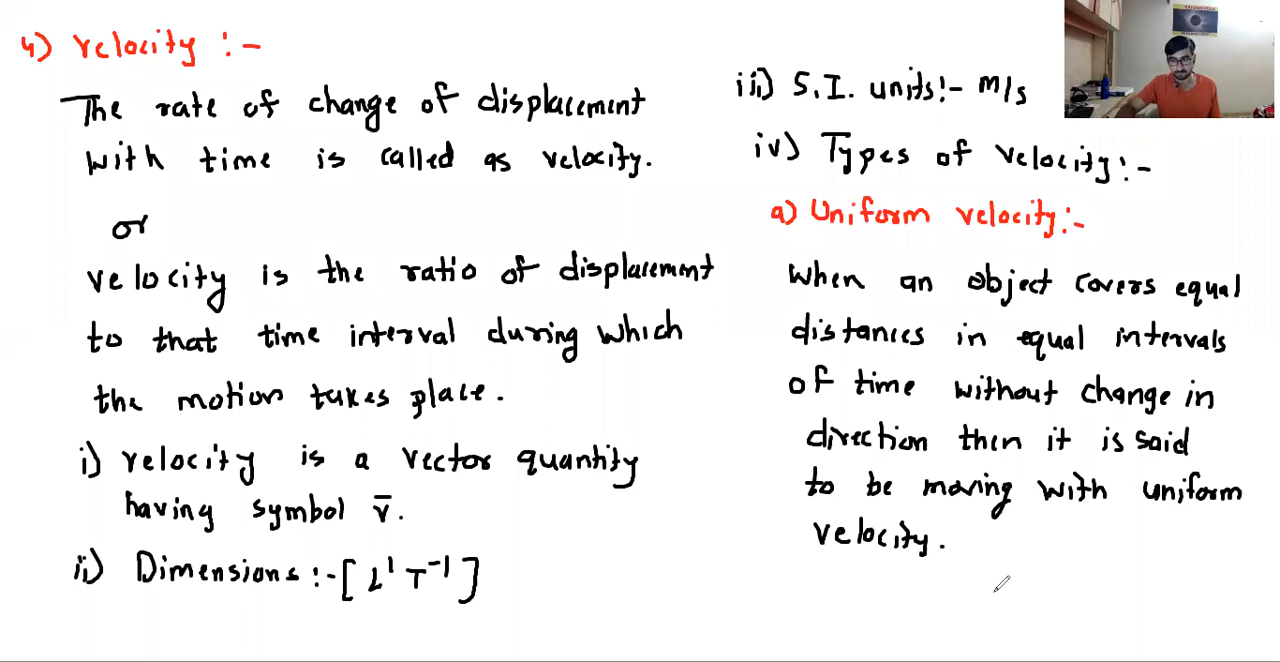 4) velocity :-
The rate of change of displacement
with time is called as velocity.
or
velocity is the ratio of displacement
to that time interval during which
the motion takes place.
i) velocity is a vector quantity
having symbol v̄.
ii) Dimensions :- [L¹ T⁻¹]
iii) S.I. units :- m/s
iv) Types of velocity :-
a) Uniform velocity :-
When an object covers equal
distances in equal intervals
of time without change in
direction then it is said
to be moving with uniform
velocity.